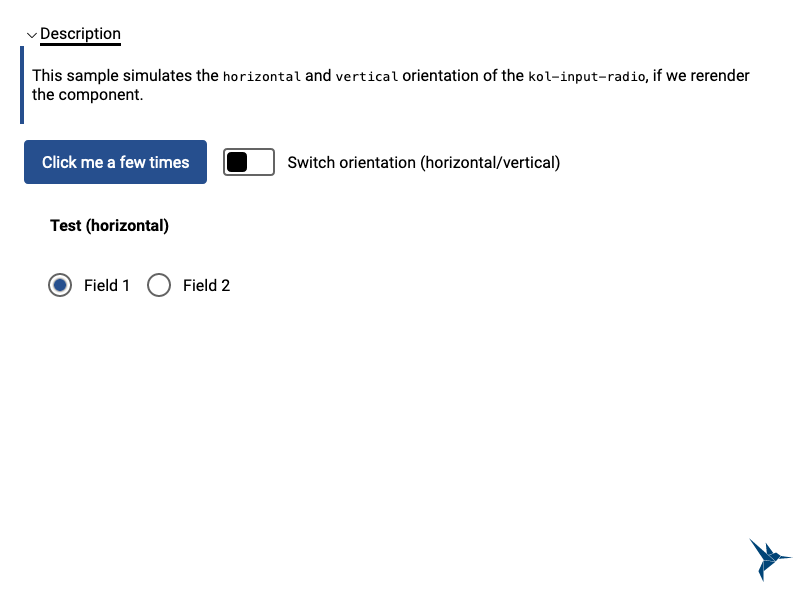 Description
This sample simulates the horizontal and vertical orientation of the kol-input-radio, if we rerender
the component.
Click me a few times
Switch orientation (horizontal/vertical)
Test (horizontal)
Field 1 Field 2